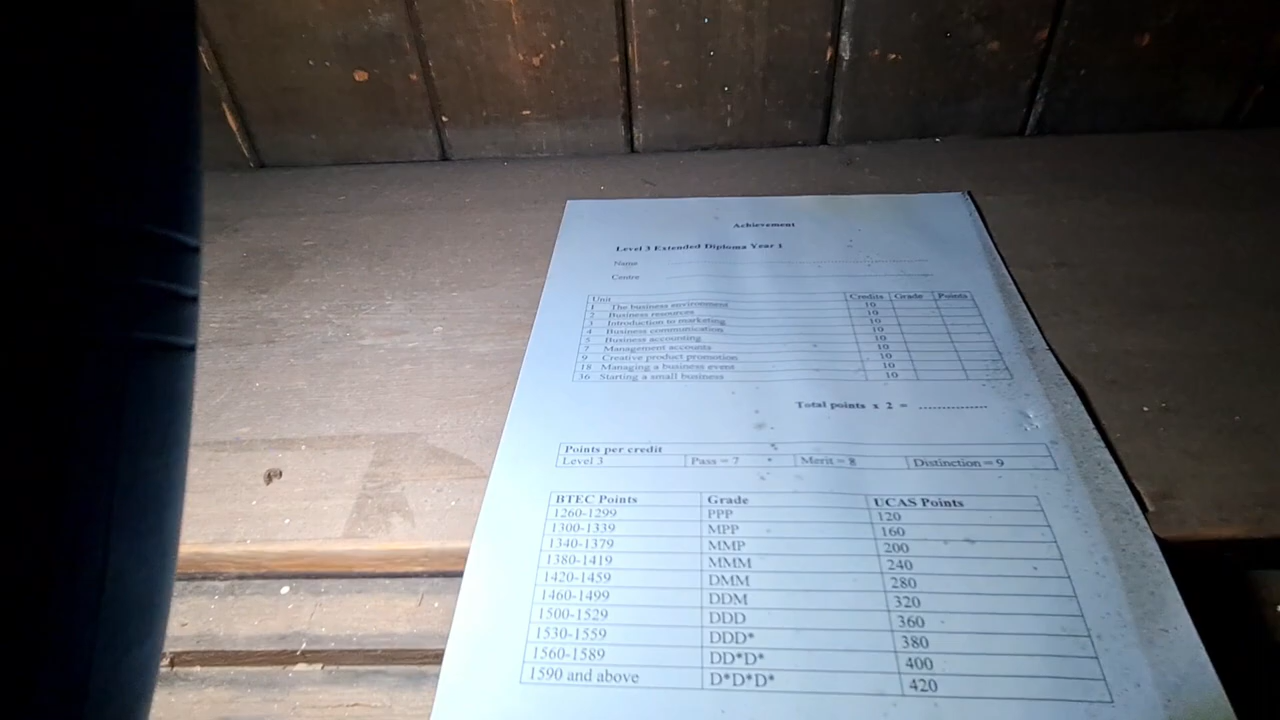 Achievement
Level 3 Extended Diploma Year 1
Name ................................
Centre ................................
Unit Credits Grade Points
1 The business environment 10
2 Business resources 10
3 Introduction to marketing 10
4 Business communication 10
5 Business accounting 10
7 Management accounts 10
9 Creative product promotion 10
18 Managing a business event 10
36 Starting a small business 10
Total points x 2 = ...............
Points per credit
Level 3 Pass = 7 Merit = 8 Distinction = 9
BTEC Points Grade UCAS Points
1260-1299 PPP 120
1300-1339 MPP 160
1340-1379 MMP 200
1380-1419 MMM 240
1420-1459 DMM 280
1460-1499 DDM 320
1500-1529 DDD 360
1530-1559 DDD* 380
1560-1589 DD*D* 400
1590 and above D*D*D* 420